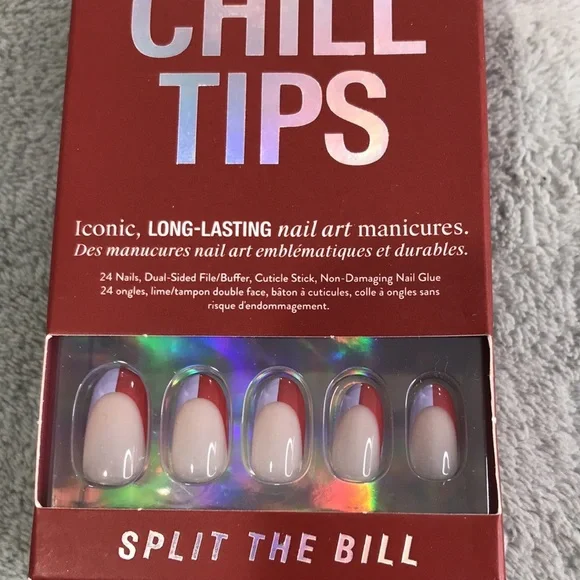 CHILL
TIPS
Iconic, LONG-LASTING nail art manicures.
Des manucures nail art emblématiques et durables.
24 Nails, Dual-Sided File/Buffer, Cuticle Stick, Non-Damaging Nail Glue
24 ongles, lime/tampon double face, bâton à cuticules, colle à ongles sans
risque d'endommagement.
SPLIT THE BILL